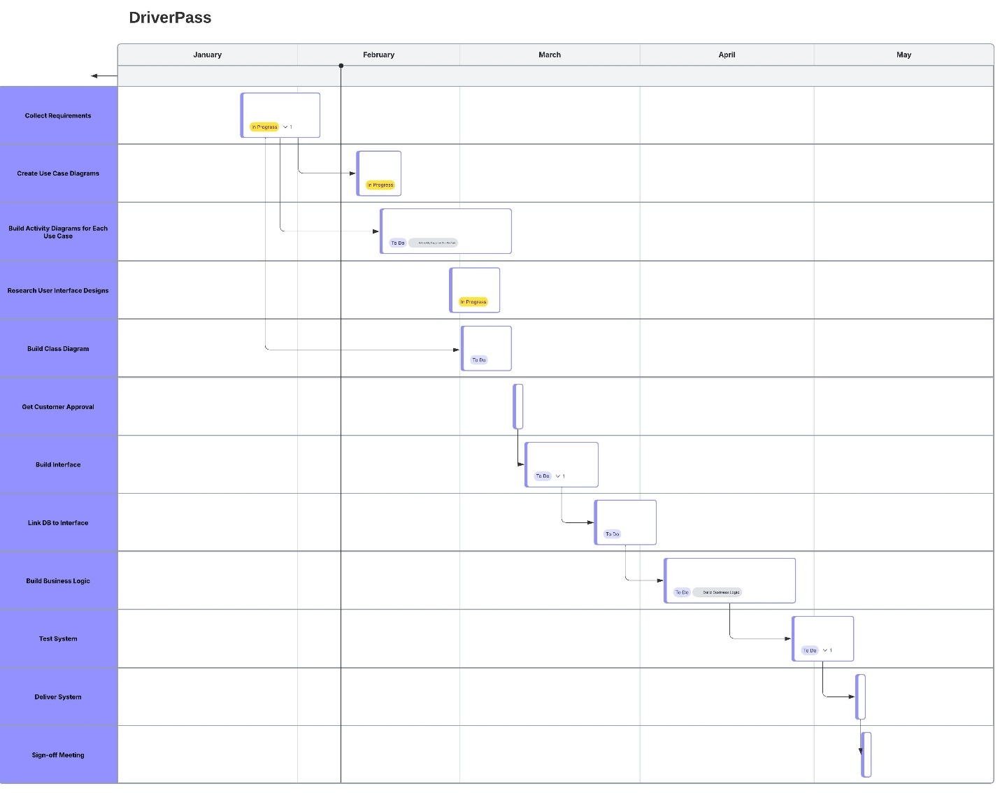 DriverPass
January February March April May
Collect Requirements
In Progress 1
Create Use Case Diagrams
In Progress
Build Activity Diagrams for Each
Use Case
To Do
Research User Interface Designs
In Progress
Build Class Diagram
To Do
Get Customer Approval
Build Interface
To Do 1
Link DB to Interface
To Do
Build Business Logic
To Do Build Business Logic
Test System
To Do 1
Deliver System
Sign-off Meeting